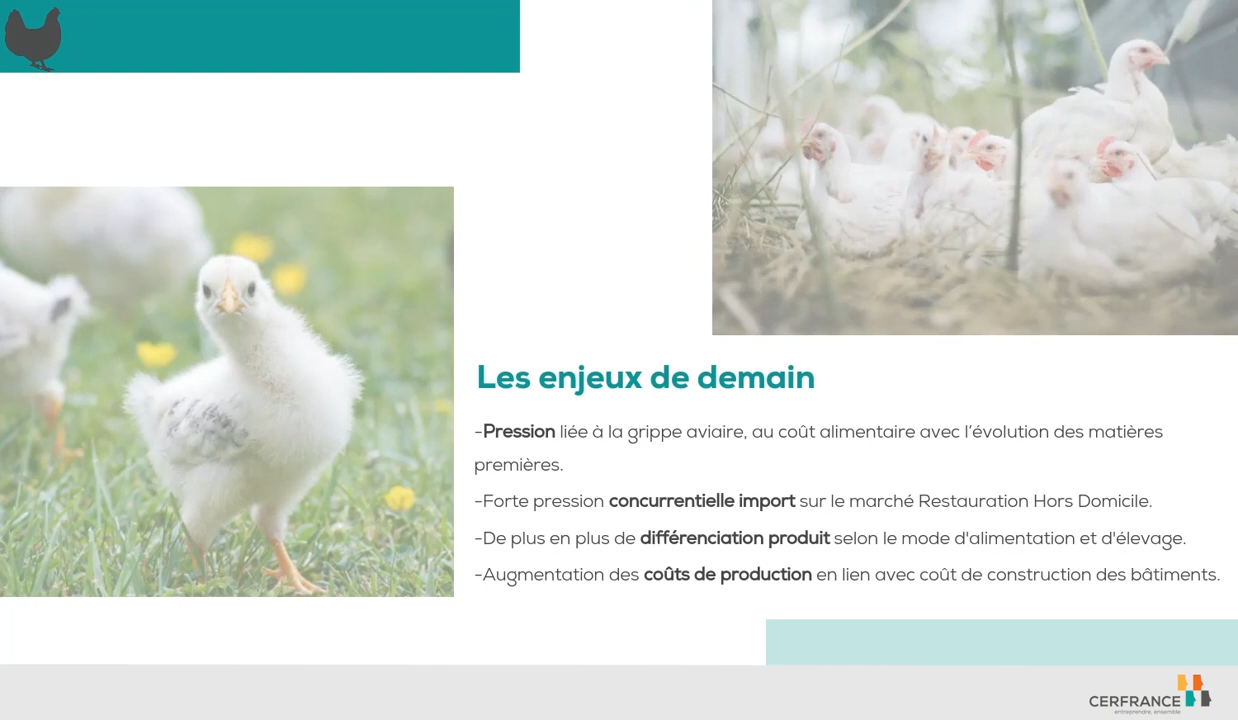 Les enjeux de demain
-Pression liée à la grippe aviaire, au coût alimentaire avec l’évolution des matières
premières.
-Forte pression concurrentielle import sur le marché Restauration Hors Domicile.
-De plus en plus de différenciation produit selon le mode d'alimentation et d'élevage.
-Augmentation des coûts de production en lien avec coût de construction des bâtiments.
CERFRANCE
entreprendre, ensemble